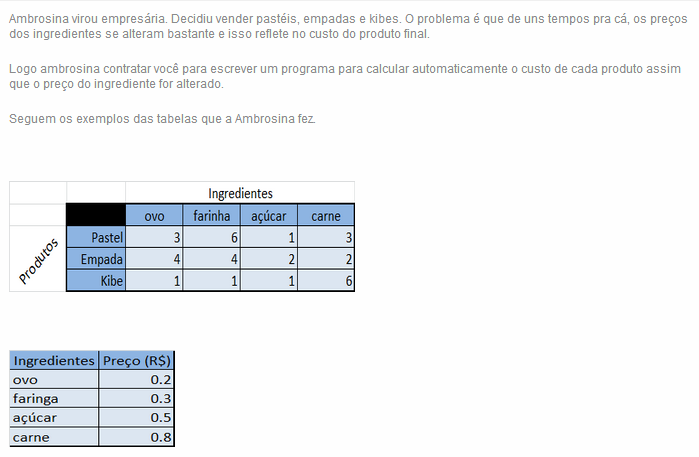 Ambrosina virou empresária. Decidiu vender pastéis, empadas e kibes. O problema é que de uns tempos pra cá, os preços
dos ingredientes se alteram bastante e isso reflete no custo do produto final.
Logo ambrosina contratar você para escrever um programa para calcular automaticamente o custo de cada produto assim
que o preço do ingrediente for alterado.
Seguem os exemplos das tabelas que a Ambrosina fez.
Ingredientes
ovo farinha açúcar carne
Produtos
Pastel 3 6 1 3
Empada 4 4 2 2
Kibe 1 1 1 6
Ingredientes Preço (R$)
ovo 0.2
faringa 0.3
açúcar 0.5
carne 0.8